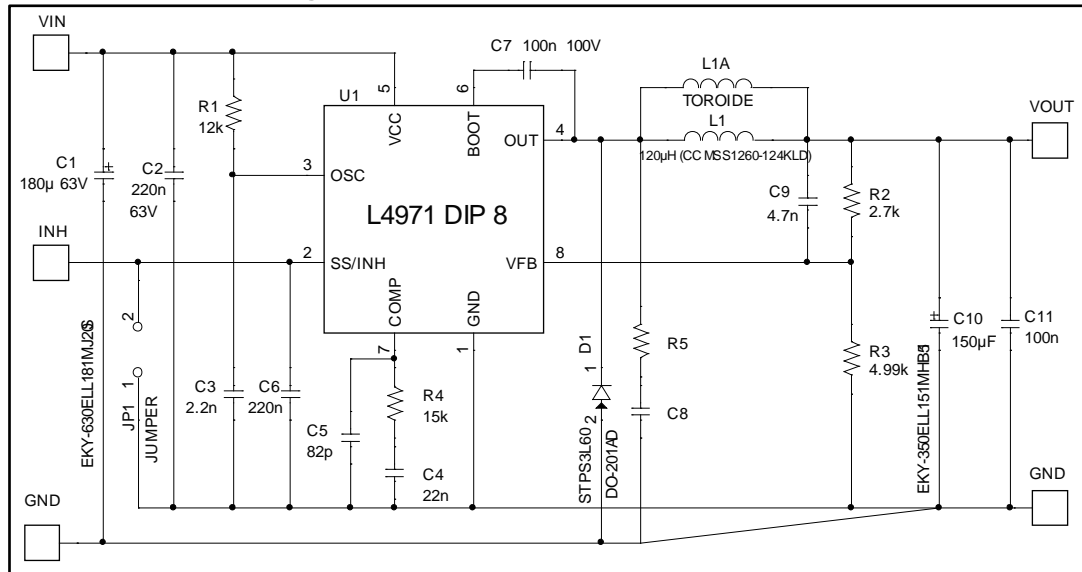 VIN
C7 100n 100V
L1A
TOROIDE
VOUT
R1
12k
U1
5
VCC
6
BOOT
OUT
4
L1
120µH (CC MSS1260-124KLD)
C1
180µ 63V
+
C2
220n
63V
3
OSC
L4971 DIP 8
C9
4.7n
R2
2.7k
INH
2
SS/INH
VFB
8
COMP
GND
7
1
2
1
JP1
JUMPER
EKY-630ELL181MJ2
C3
2.2n
C6
220n
C5
82p
R4
15k
C4
22n
D1
1
2
STPS3L60
DO-201AD
R5
C8
R3
4.99k
+
C10
150µF
C11
100n
GND
GND